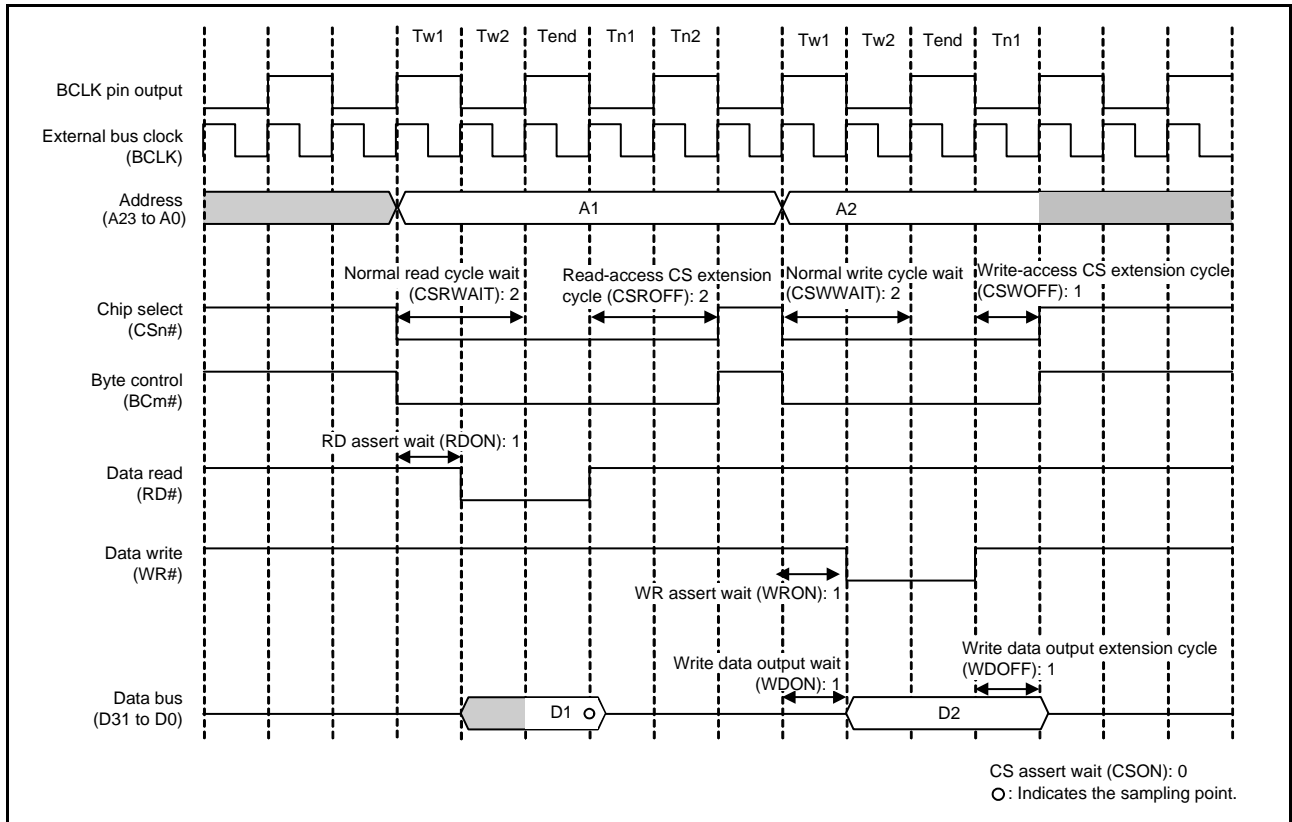 Tw1 Tw2 Tend Tn1 Tn2 Tw1 Tw2 Tend Tn1
BCLK pin output
External bus clock
(BCLK)
Address
(A23 to A0)
A1 A2
Normal read cycle wait
(CSRWAIT): 2
Read-access CS extension
cycle (CSROFF): 2
Normal write cycle wait
(CSWWAIT): 2
Write-access CS extension cycle
(CSWOFF): 1
Chip select
(CSn#)
Byte control
(BCm#)
RD assert wait (RDON): 1
Data read
(RD#)
Data write
(WR#)
WR assert wait (WRON): 1
Write data output wait
(WDON): 1
Write data output extension cycle
(WDOFF): 1
Data bus
(D31 to D0)
D1 D2
CS assert wait (CSON): 0
: Indicates the sampling point.